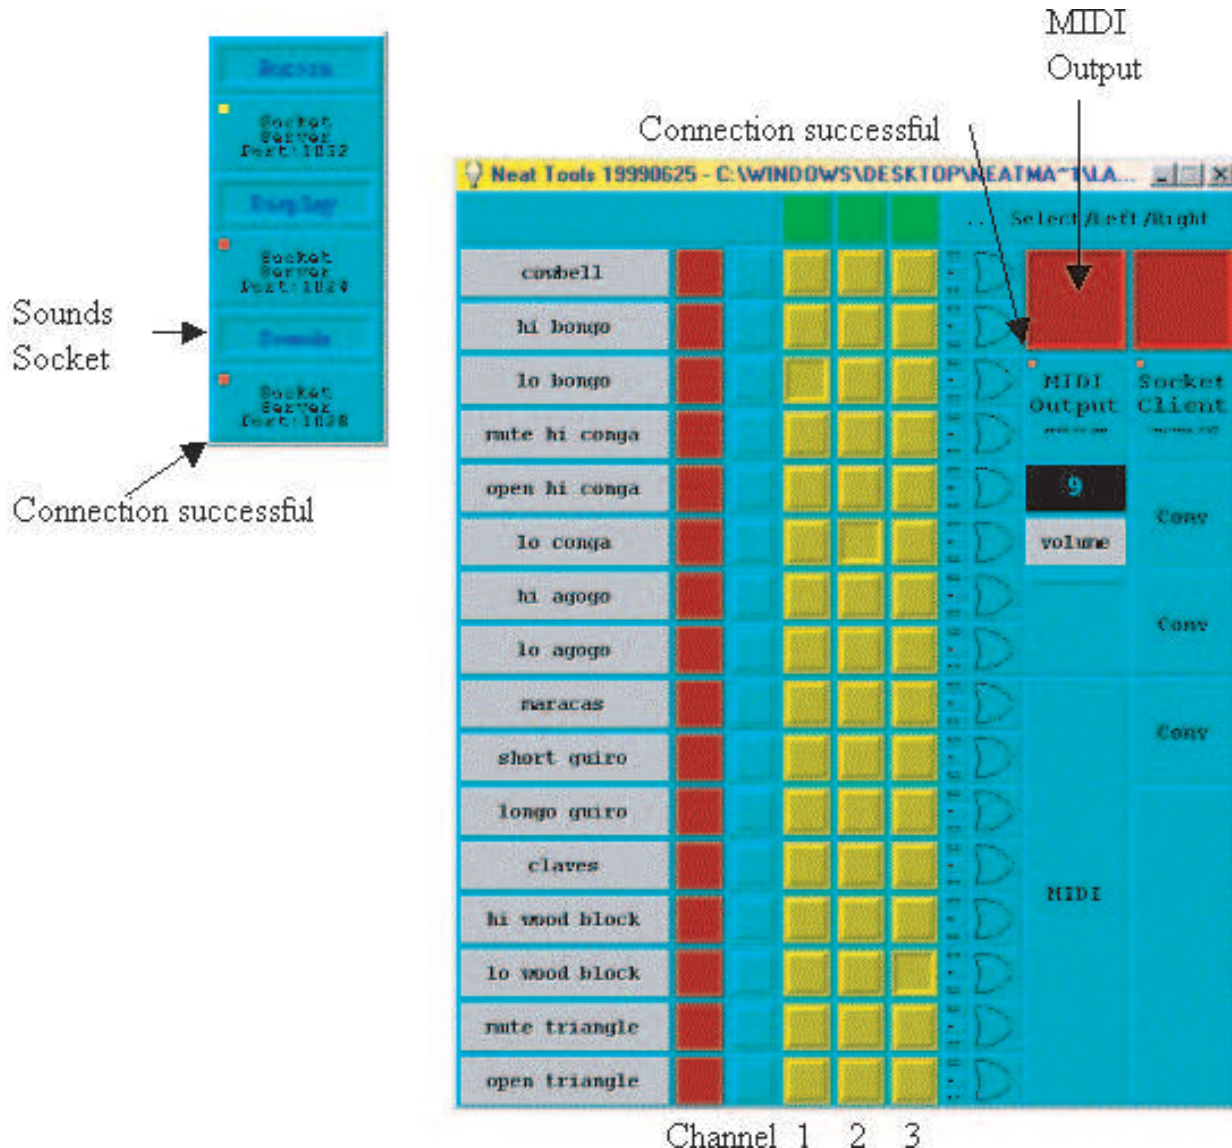 MIDI
Output
Connection successful
Socket
Server
Port:1032
Display
Socket
Server
Port:1024
Sounds
Socket
Sounds
Socket
Server
Port:1028
Connection successful
Neat Tools 19990625 - C:\WINDOWS\DESKTOP\NEATMA~1\LA...
... Select/Left/Right
cowbell
hi bongo
lo bongo
mute hi conga
open hi conga
lo conga
hi agogo
lo agogo
maracas
short guiro
longo guiro
claves
hi wood block
lo wood block
mute triangle
open triangle
MIDI
Output
Socket
Client
9
volume
Conv
Conv
Conv
MIDI
Channel 1 2 3